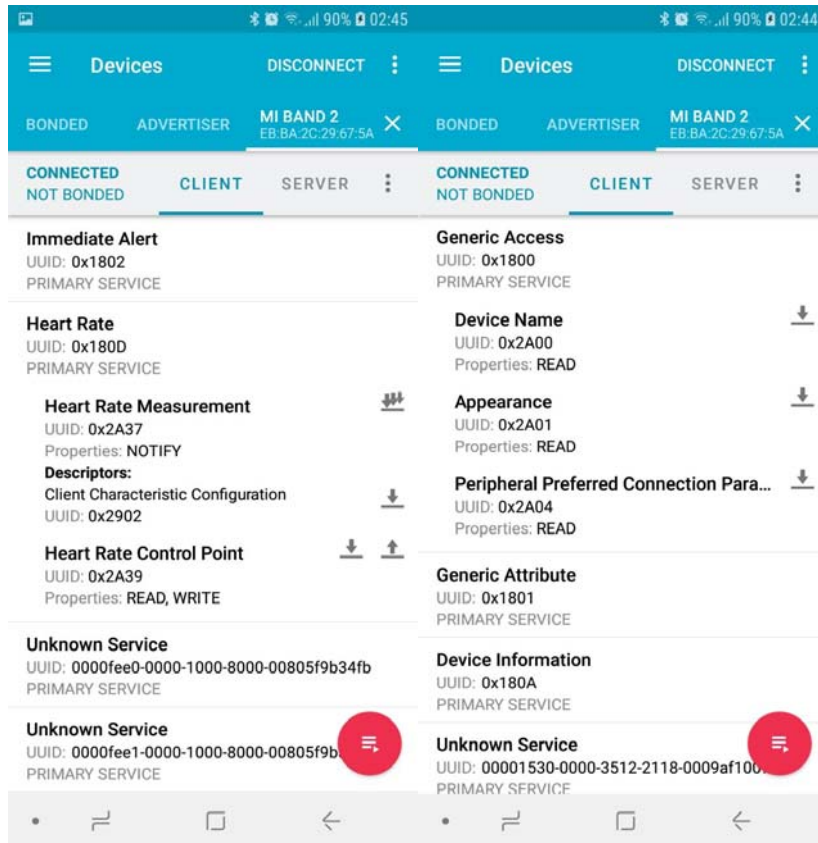 90% 02:45
Devices DISCONNECT
BONDED ADVERTISER MI BAND 2
EB:BA:2C:29:67:5A
CONNECTED
NOT BONDED
CLIENT SERVER
Immediate Alert
UUID: 0x1802
PRIMARY SERVICE
Heart Rate
UUID: 0x180D
PRIMARY SERVICE
Heart Rate Measurement
UUID: 0x2A37
Properties: NOTIFY
Descriptors:
Client Characteristic Configuration
UUID: 0x2902
Heart Rate Control Point
UUID: 0x2A39
Properties: READ, WRITE
Unknown Service
UUID: 0000fee0-0000-1000-8000-00805f9b34fb
PRIMARY SERVICE
Unknown Service
UUID: 0000fee1-0000-1000-8000-00805f9b
PRIMARY SERVICE
90% 02:44
Devices DISCONNECT
BONDED ADVERTISER MI BAND 2
EB:BA:2C:29:67:5A
CONNECTED
NOT BONDED
CLIENT SERVER
Generic Access
UUID: 0x1800
PRIMARY SERVICE
Device Name
UUID: 0x2A00
Properties: READ
Appearance
UUID: 0x2A01
Properties: READ
Peripheral Preferred Connection Para...
UUID: 0x2A04
Properties: READ
Generic Attribute
UUID: 0x1801
PRIMARY SERVICE
Device Information
UUID: 0x180A
PRIMARY SERVICE
Unknown Service
UUID: 00001530-0000-3512-2118-0009af100
PRIMARY SERVICE